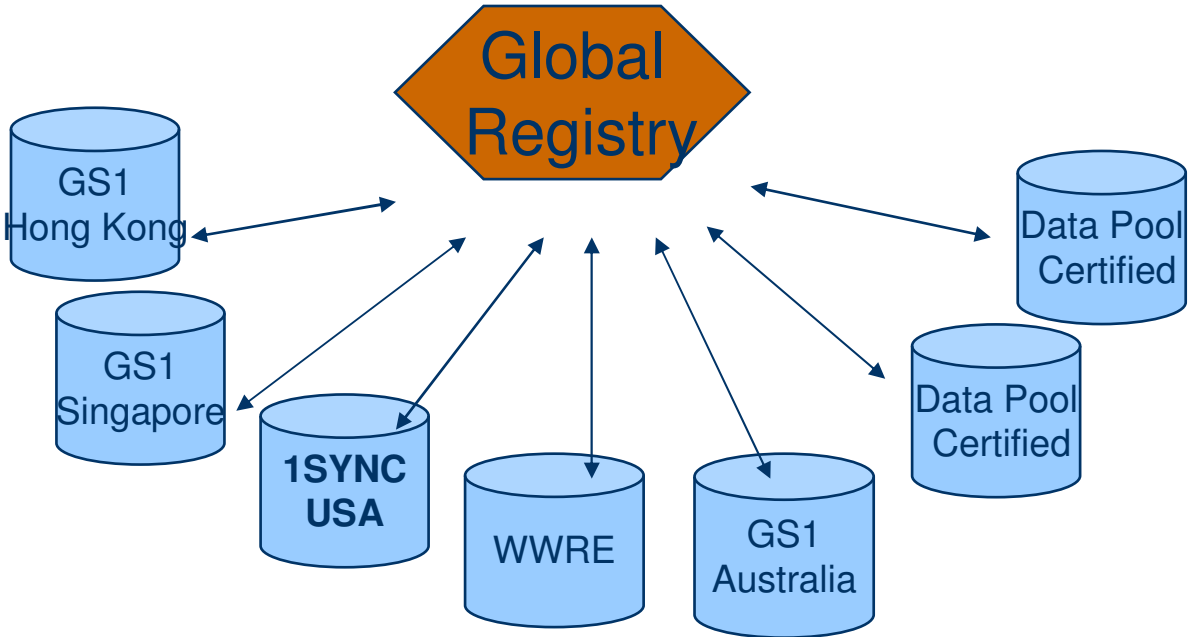 Global
Registry
GS1
Hong Kong
Data Pool
Certified
GS1
Singapore
Data Pool
Certified
1SYNC
USA
WWRE
GS1
Australia